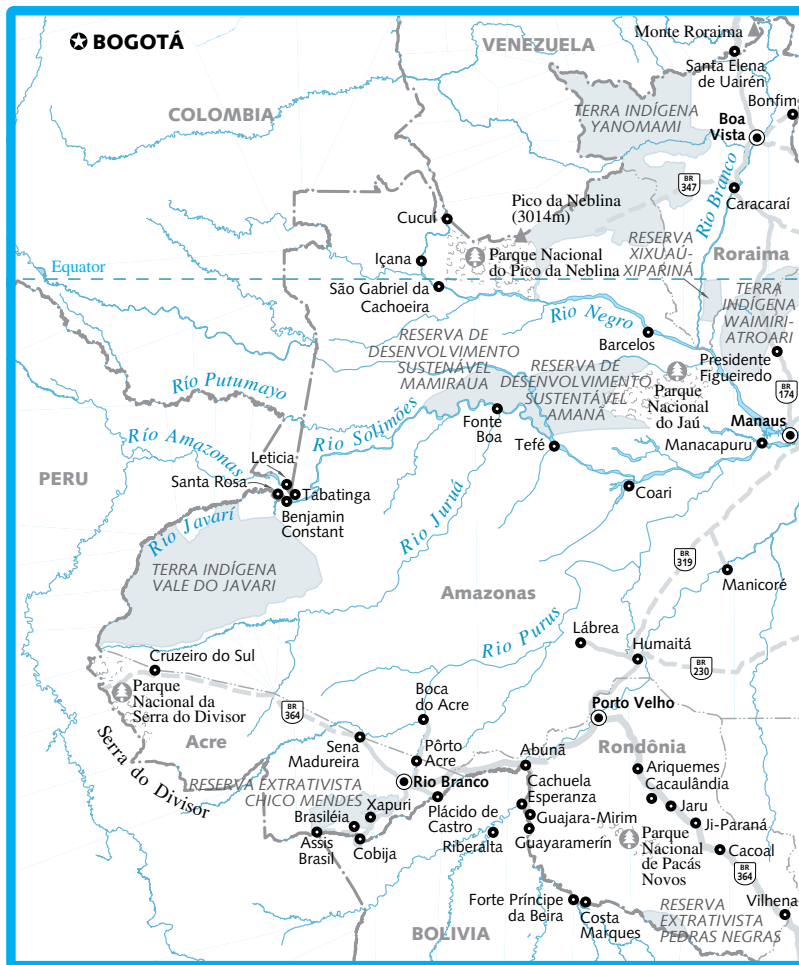 BOGOTÁ
VENEZUELA
Monte Roraima
Santa Elena
de Uairén
COLOMBIA
TERRA INDÍGENA
YANOMAMI
Bonfim
Boa
Vista
BR
347
Rio Branco
Caracaraí
Pico da Neblina
(3014m)
Cucuí
Içana
Parque Nacional
do Pico da Neblina
RESERVA
XIXUAÚ-
XIPARINÁ
Roraima
Equator
São Gabriel da
Cachoeira
TERRA
INDÍGENA
WAIMIRI-
ATROARI
Rio Negro
Barcelos
RESERVA DE
DESENVOLVIMENTO
SUSTENÁVEL
MAMIRAUA
RESERVA DE
DESENVOLVIMENTO
SUSTENTÁVEL
AMANÃ
Presidente
Figueiredo
Parque
Nacional
do Jaú
BR
174
Río Putumayo
Rio Solimões
Fonte
Boa
Manaus
Río Amazonas
Tefé
Manacapuru
PERU
Leticia
Santa Rosa
Tabatinga
Benjamin
Constant
Coari
Rio Javarí
Rio Juruá
TERRA INDÍGENA
VALE DO JAVARI
BR
319
Manicoré
Amazonas
Rio Purus
Lábrea
Humaitá
BR
230
Cruzeiro do Sul
Parque
Nacional da
Serra do Divisor
BR
364
Boca
do Acre
Porto Velho
Serra do Divisor
Acre
Sena
Madureira
Pôrto
Acre
Abunã
Rondônia
Ariquemes
Cacaulândia
RESERVA EXTRATIVISTA
CHICO MENDES
Rio Branco
Cachuela
Esperanza
Jaru
Xapuri
Brasiléia
Plácido de
Castro
Guajara-Mirim
Ji-Paraná
Assis
Brasil
Cobija
Riberalta
Guayaramerín
Parque
Nacional
de Pacás
Novos
Cacoal
BR
364
Forte Príncipe
da Beira
Costa
Marques
RESERVA
EXTRATIVISTA
PEDRAS NEGRAS
Vilhena
BOLIVIA